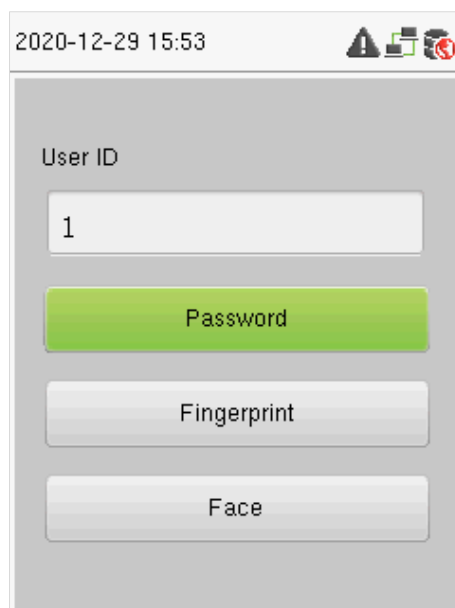 2020-12-29 15:53
User ID
1
Password
Fingerprint
Face